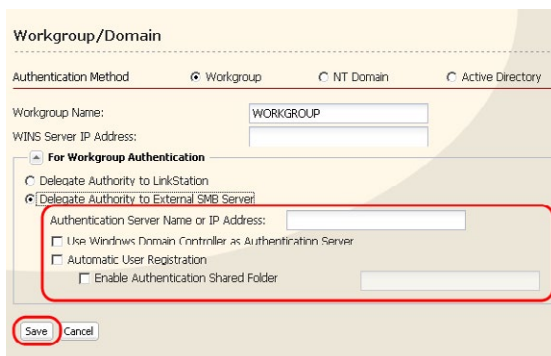 Workgroup/Domain
Authentication Method Workgroup NT Domain Active Directory
Workgroup Name: WORKGROUP
WINS Server IP Address:
For Workgroup Authentication
Delegate Authority to LinkStation
Delegate Authority to External SMB Server
Authentication Server Name or IP Address:
Use Windows Domain Controller as Authentication Server
Automatic User Registration
Enable Authentication Shared Folder
Save Cancel